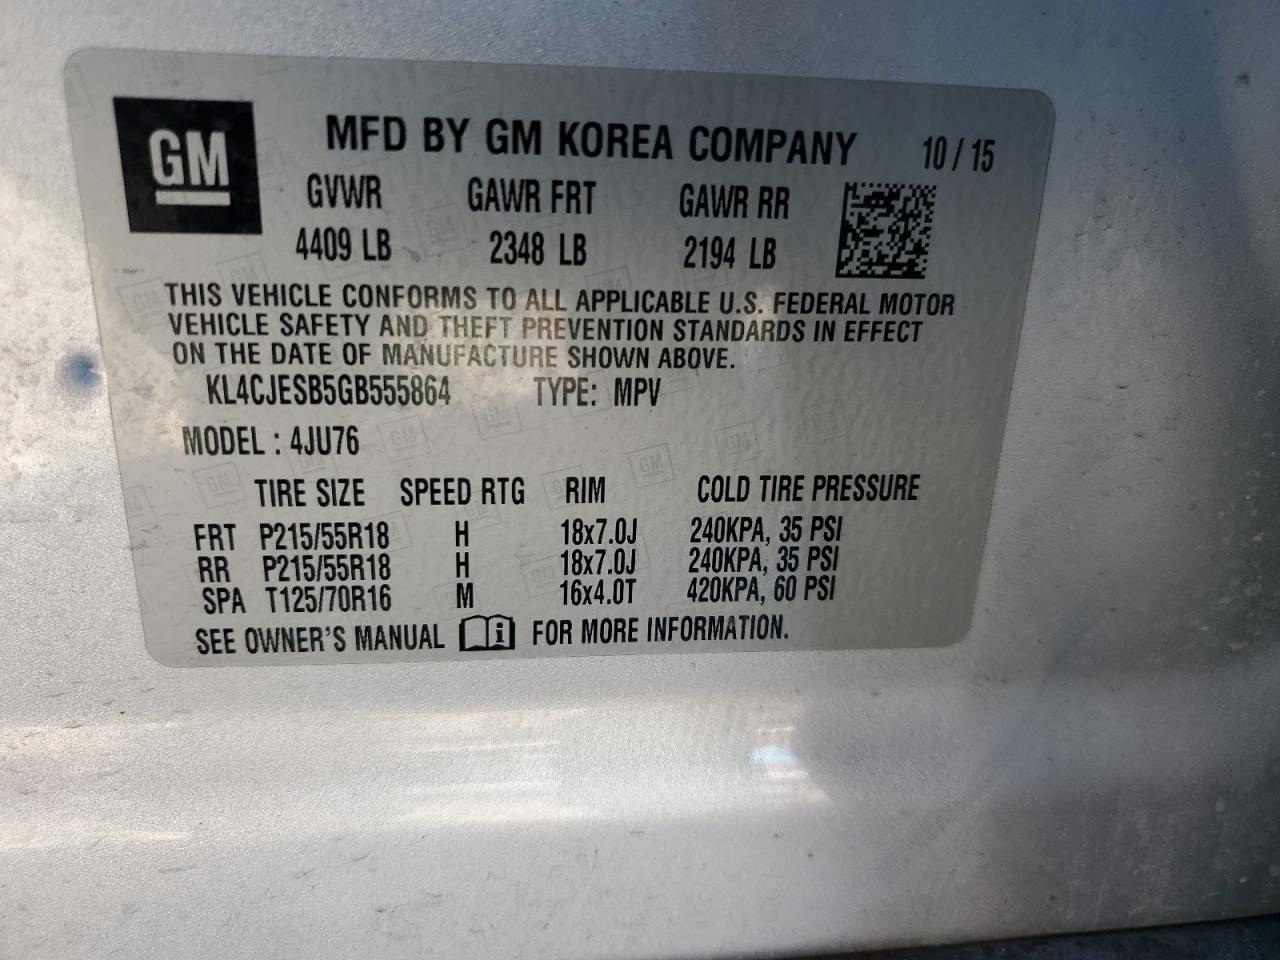 GM
MFD BY GM KOREA COMPANY 10 / 15
GVWR GAWR FRT GAWR RR
4409 LB 2348 LB 2194 LB
THIS VEHICLE CONFORMS TO ALL APPLICABLE U.S. FEDERAL MOTOR
VEHICLE SAFETY AND THEFT PREVENTION STANDARDS IN EFFECT
ON THE DATE OF MANUFACTURE SHOWN ABOVE.
KL4CJESB5GB555864 TYPE: MPV
MODEL : 4JU76
TIRE SIZE SPEED RTG RIM COLD TIRE PRESSURE
FRT P215/55R18 H 18x7.0J 240KPA, 35 PSI
RR P215/55R18 H 18x7.0J 240KPA, 35 PSI
SPA T125/70R16 M 16x4.0T 420KPA, 60 PSI
SEE OWNER'S MANUAL i FOR MORE INFORMATION.